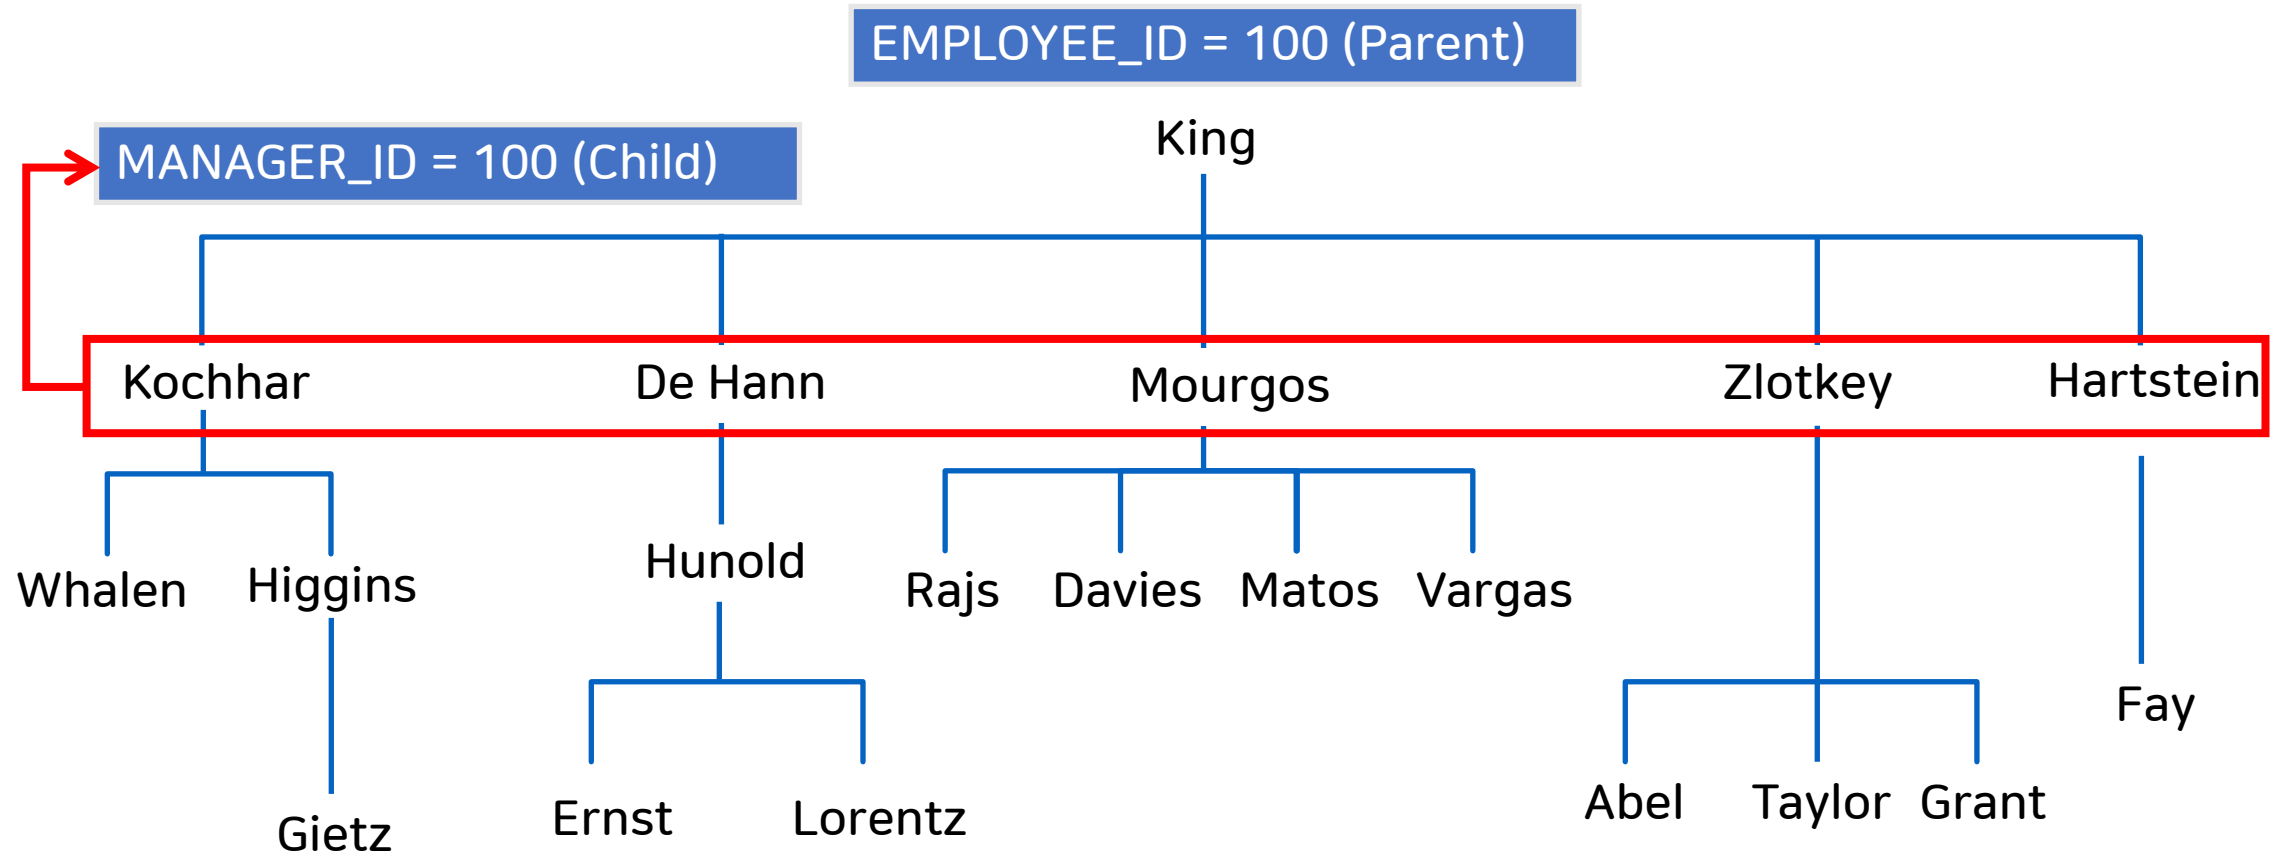 EMPLOYEE_ID = 100 (Parent)
King
MANAGER_ID = 100 (Child)
Kochhar
De Hann
Mourgos
Zlotkey
Hartstein
Whalen
Higgins
Hunold
Rajs
Davies
Matos
Vargas
Fay
Gietz
Ernst
Lorentz
Abel
Taylor
Grant